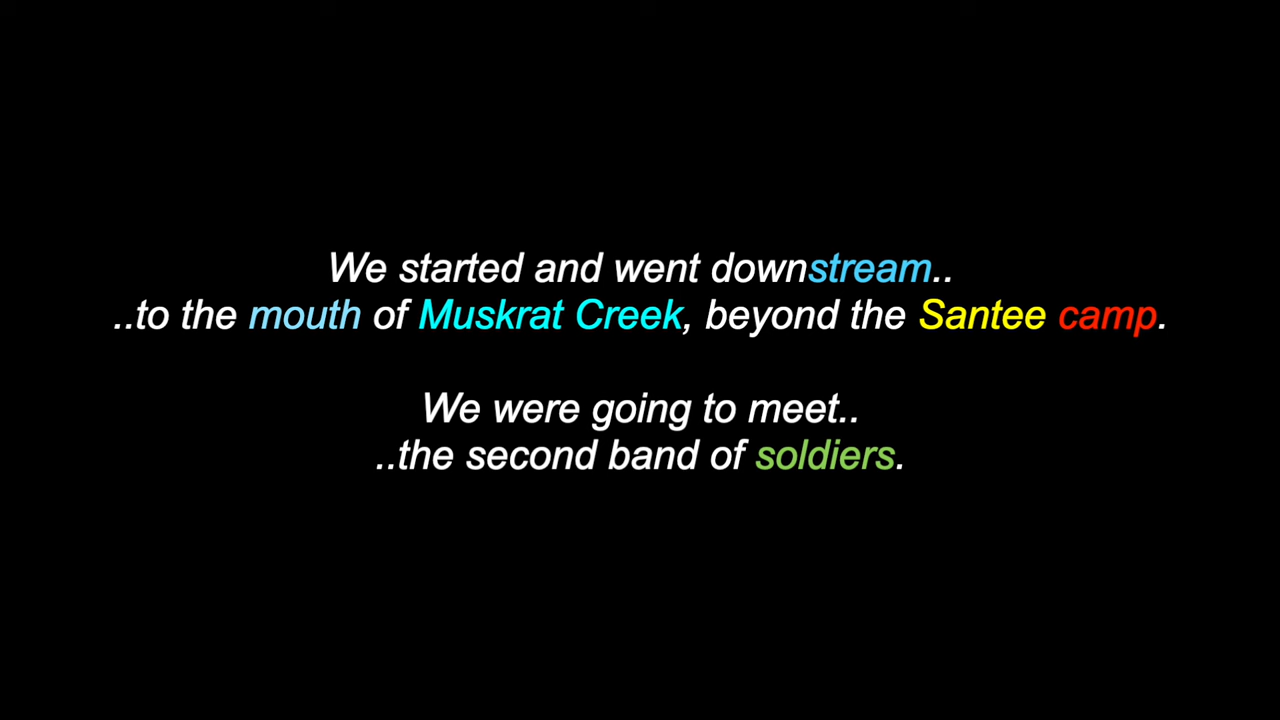 We started and went downstream..
..to the mouth of Muskrat Creek, beyond the Santee camp.
We were going to meet..
..the second band of soldiers.